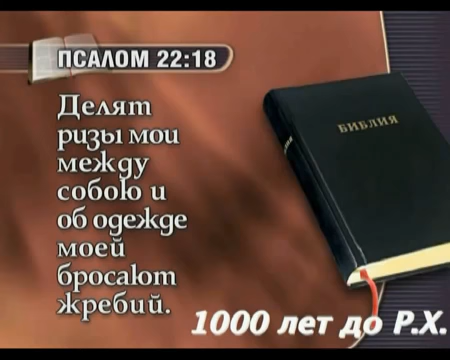 ПСАЛОМ 22:18
Делят
ризы мои
между
собою и
об одежде
моей
бросают
жребий.
БИБЛИЯ
1000 лет до Р.Х.